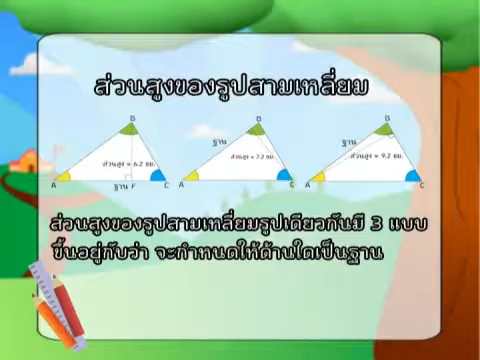 ส่วนสูงของรูปสามเหลี่ยม
B B B
ฐาน ฐาน
ส่วนสูง = 6.2 ซม. ส่วนสูง = 7.2 ซม. ส่วนสูง = 9.2 ซม.
A ฐาน F C A C A C
ส่วนสูงของรูปสามเหลี่ยมรูปเดียวกันมี 3 แบบ
ขึ้นอยู่กับว่า จะกำหนดให้ด้านใดเป็นฐาน